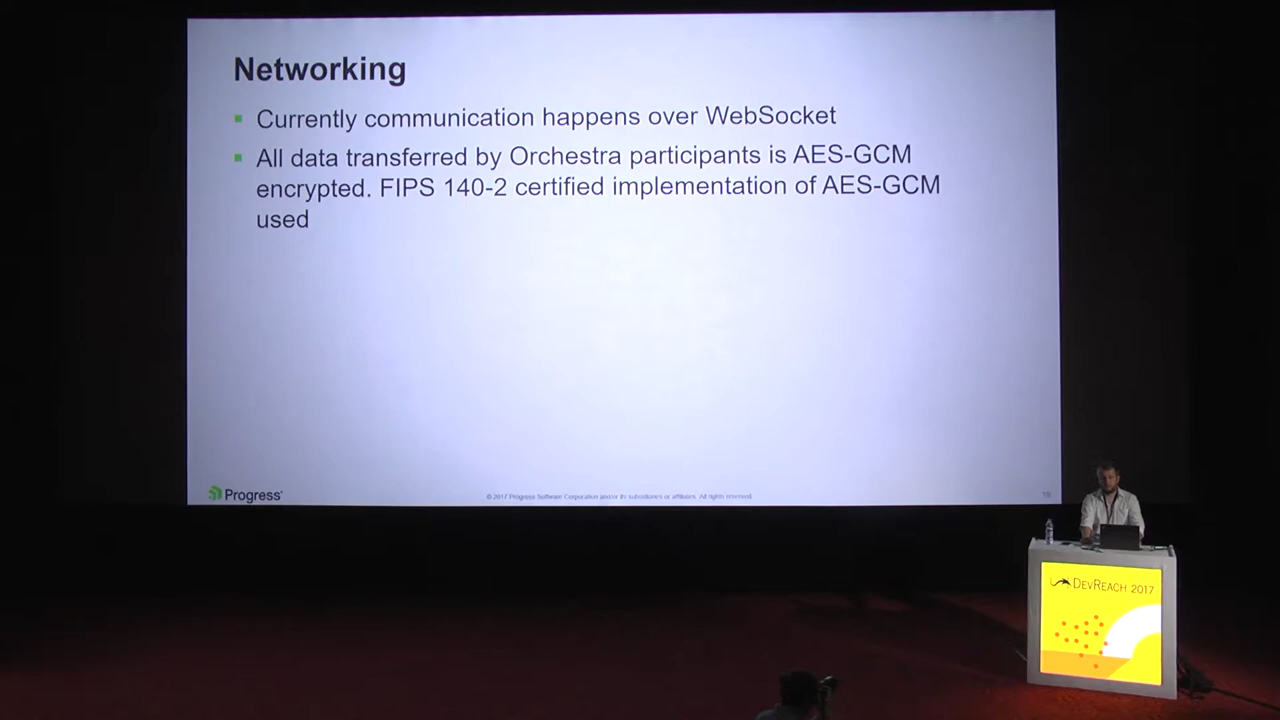 Networking
Currently communication happens over WebSocket
All data transferred by Orchestra participants is AES-GCM
encrypted. FIPS 140-2 certified implementation of AES-GCM
used
Progress
© 2017 Progress Software Corporation and/or its subsidiaries or affiliates. All rights reserved.
19
DEVREACH 2017